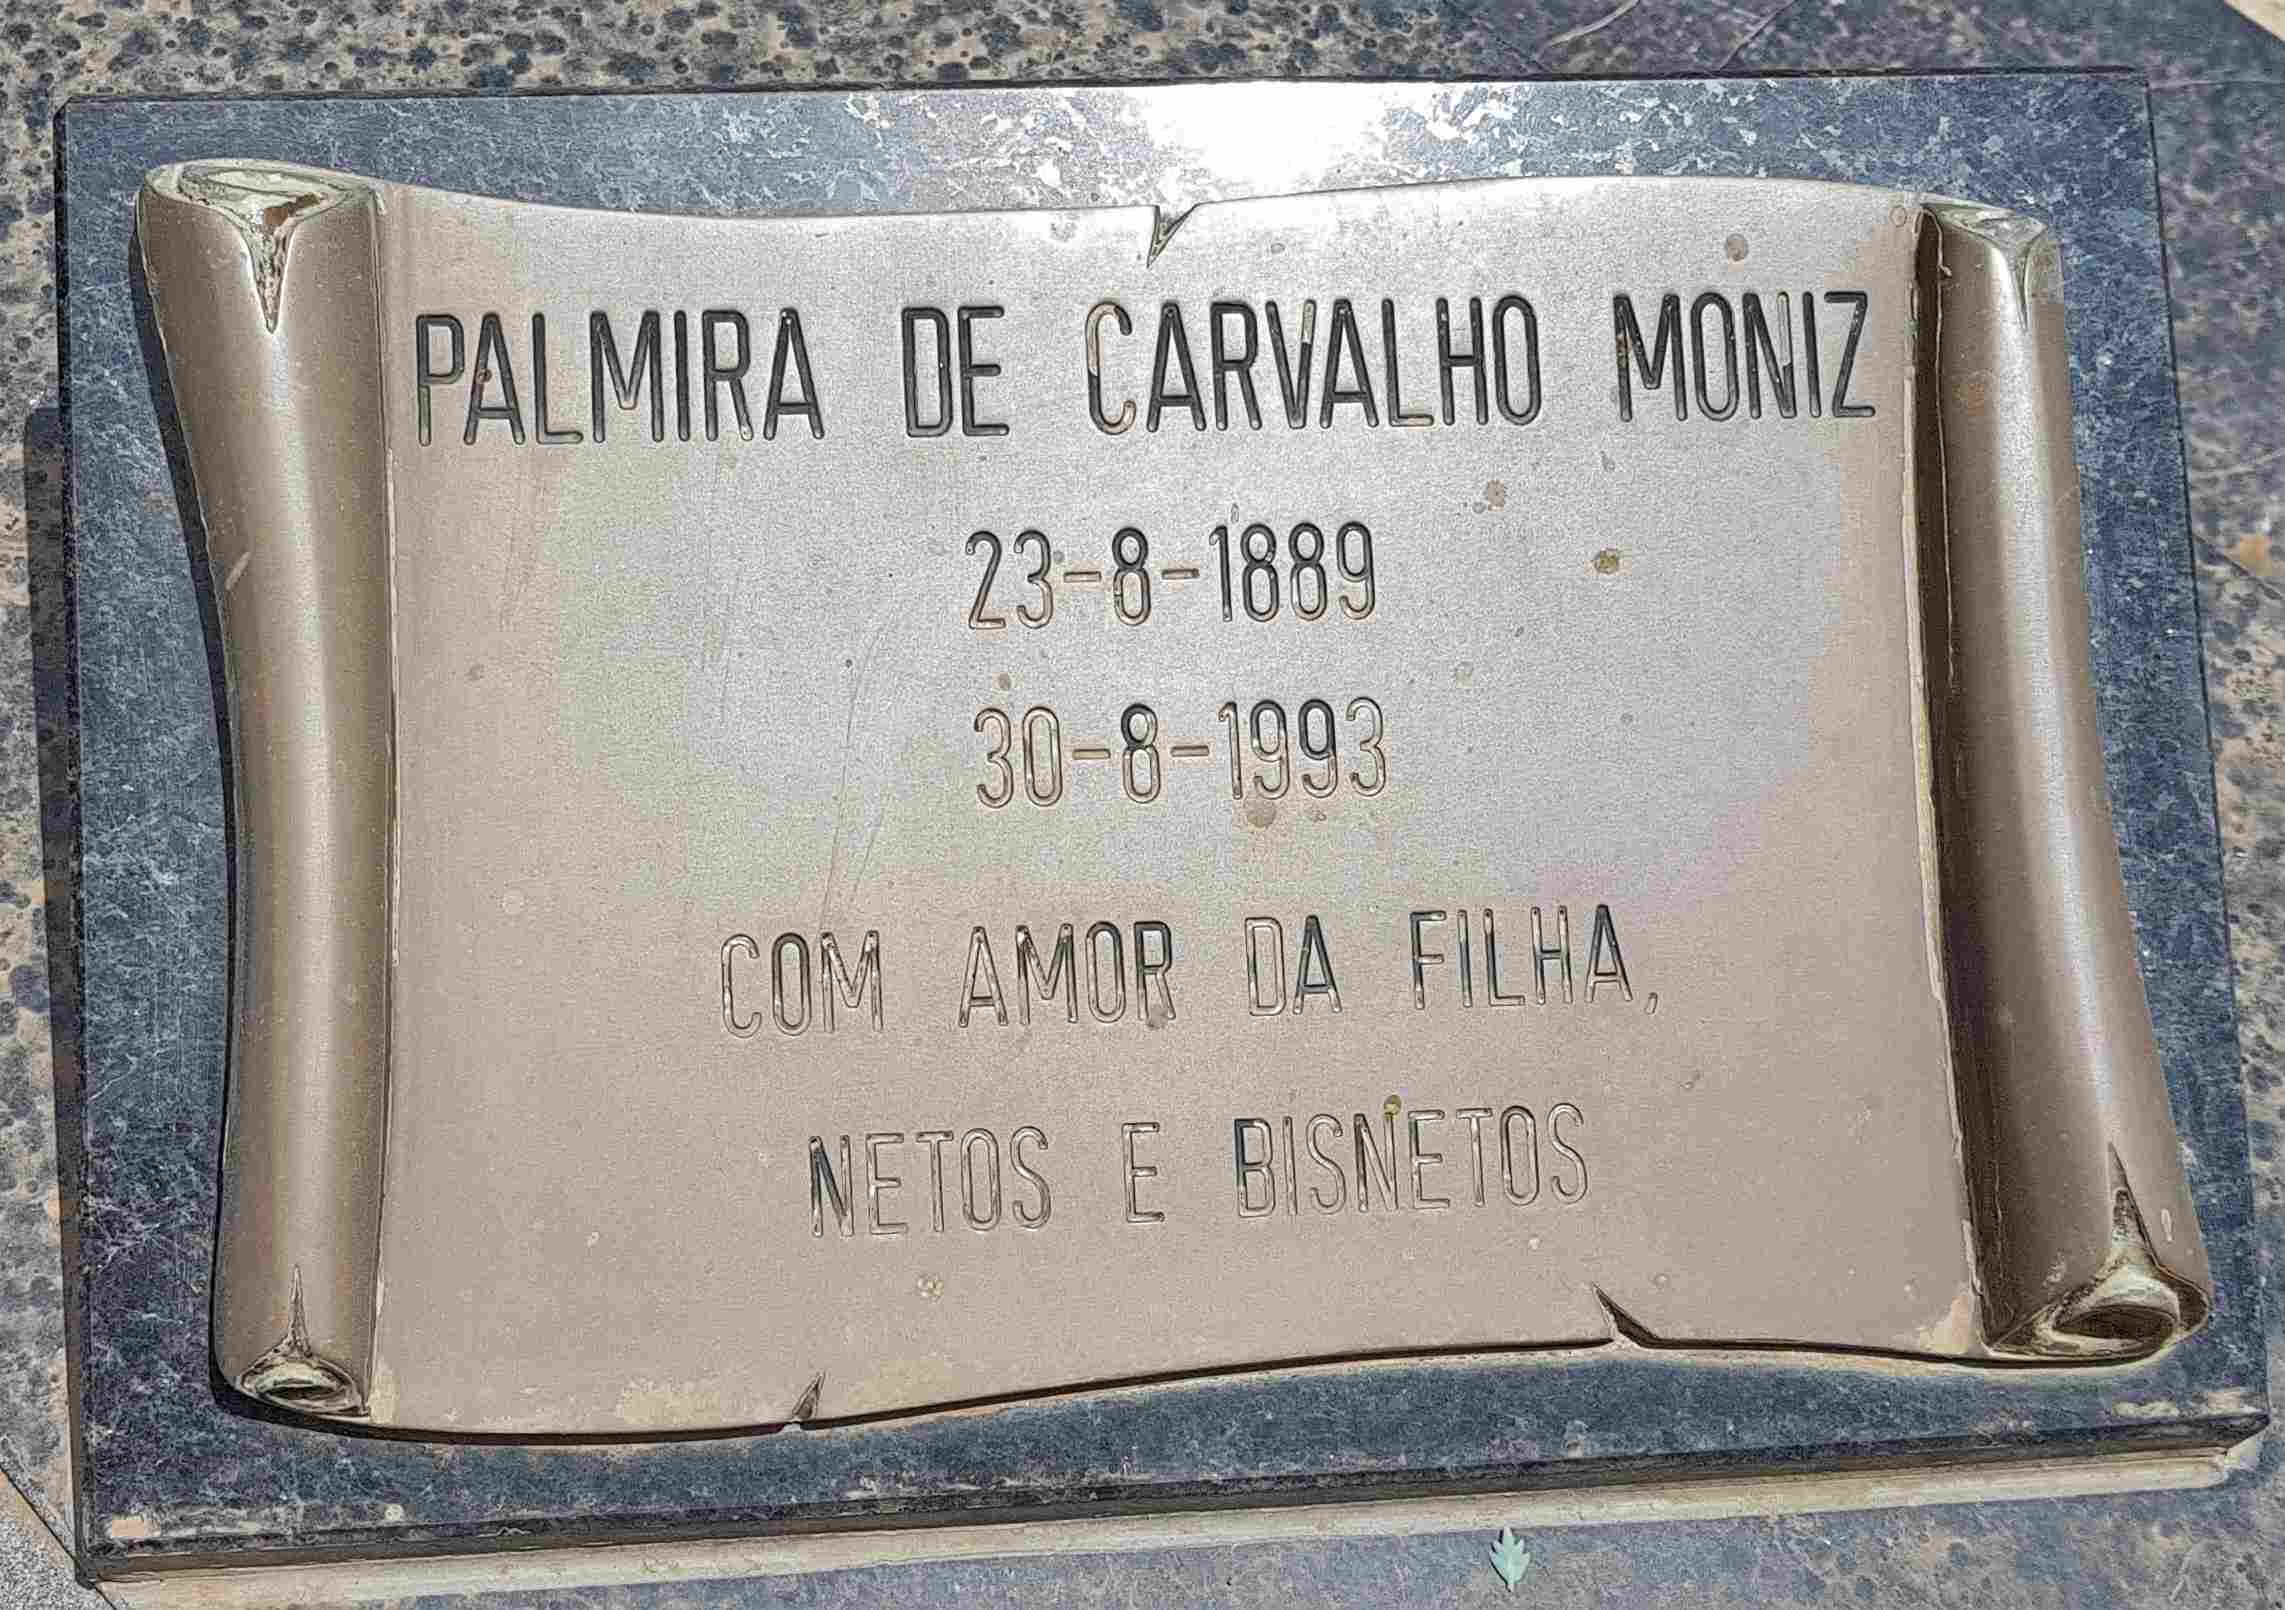 PALMIRA DE CARVALHO MONIZ
23-8-1889
30-8-1993
COM AMOR DA FILHA,
NETOS E BISNETOS